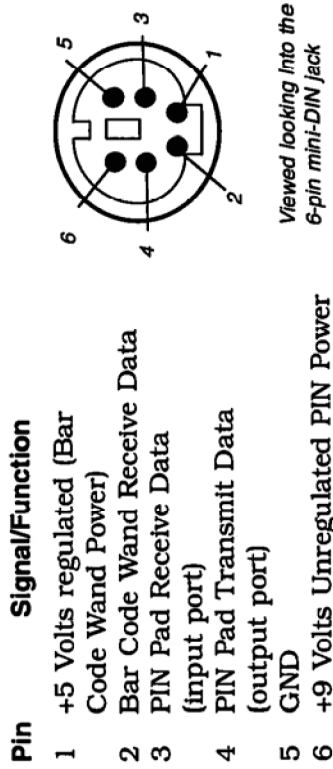 Pin Signal/Function
1 +5 Volts regulated (Bar
Code Wand Power)
2 Bar Code Wand Receive Data
3 PIN Pad Receive Data
(input port)
4 PIN Pad Transmit Data
(output port)
5 GND
6 +9 Volts Unregulated PIN Power
5
3
1
6
4
2
Viewed looking into the
6-pin mini-DIN jack